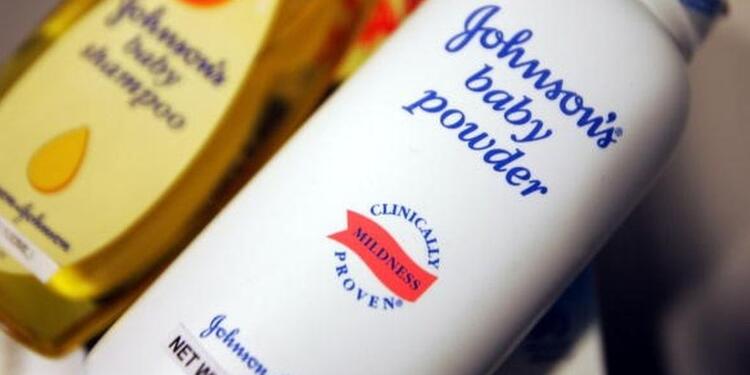 Johnson's
baby
shampoo
Johnson's®
baby
powder
CLINICALLY
MILDNESS
PROVEN®
Johnson
NET